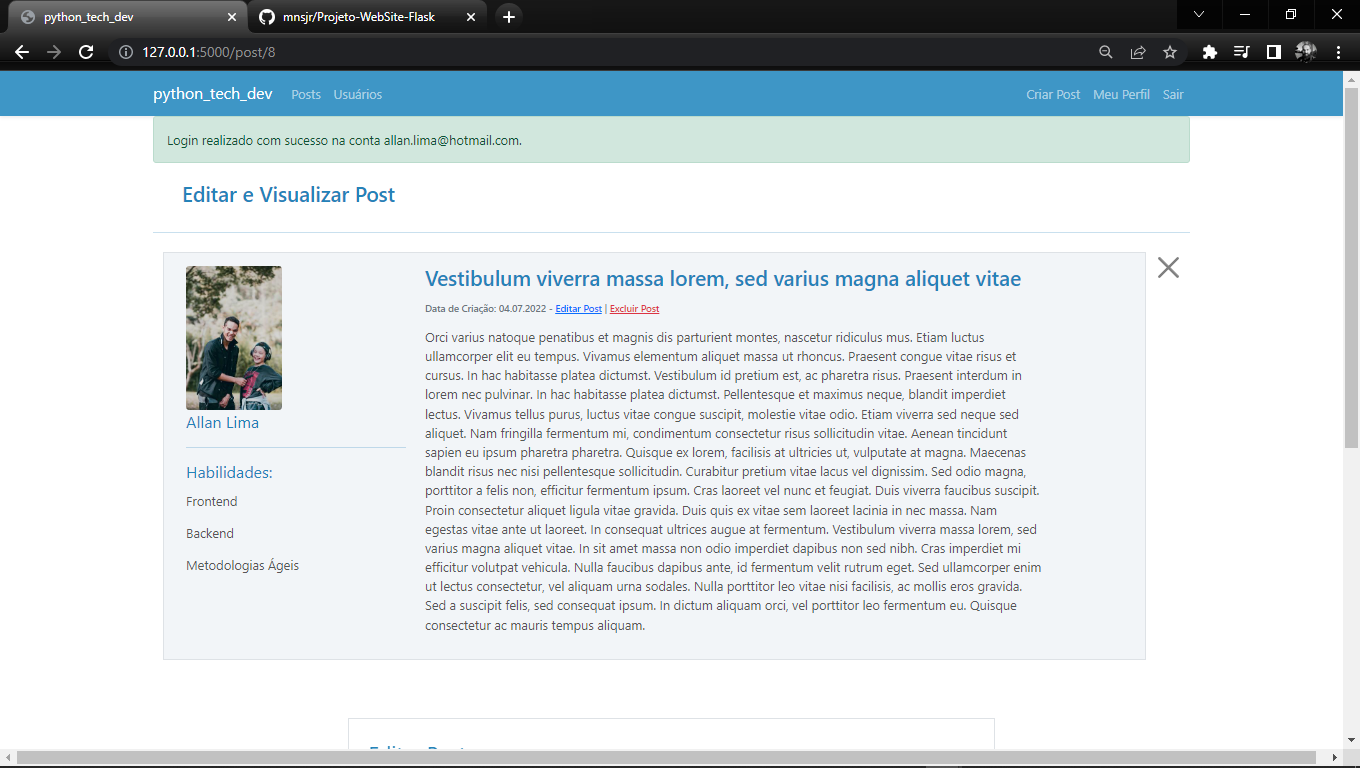 python_tech_dev
mnsjr/Projeto-WebSite-Flask
127.0.0.1:5000/post/8
python_tech_dev Posts Usuários Criar Post Meu Perfil Sair
Login realizado com sucesso na conta allan.lima@hotmail.com.
Editar e Visualizar Post
Allan Lima
Habilidades:
Frontend
Backend
Metodologias Ágeis
Vestibulum viverra massa lorem, sed varius magna aliquet vitae
Data de Criação: 04.07.2022 - Editar Post | Excluir Post
Orci varius natoque penatibus et magnis dis parturient montes, nascetur ridiculus mus. Etiam luctus
ullamcorper elit eu tempus. Vivamus elementum aliquet massa ut rhoncus. Praesent congue vitae risus et
cursus. In hac habitasse platea dictumst. Vestibulum id pretium est, ac pharetra risus. Praesent interdum in
lorem nec pulvinar. In hac habitasse platea dictumst. Pellentesque et maximus neque, blandit imperdiet
lectus. Vivamus tellus purus, luctus vitae congue suscipit, molestie vitae odio. Etiam viverra sed neque sed
aliquet. Nam fringilla fermentum mi, condimentum consectetur risus sollicitudin vitae. Aenean tincidunt
sapien eu ipsum pharetra pharetra. Quisque ex lorem, facilisis at ultricies ut, vulputate at magna. Maecenas
blandit risus nec nisi pellentesque sollicitudin. Curabitur pretium vitae lacus vel dignissim. Sed odio magna,
porttitor a felis non, efficitur fermentum ipsum. Cras laoreet vel nunc et feugiat. Duis viverra faucibus suscipit.
Proin consectetur aliquet ligula vitae gravida. Duis quis ex vitae sem laoreet lacinia in nec massa. Nam
egestas vitae ante ut laoreet. In consequat ultrices augue at fermentum. Vestibulum viverra massa lorem, sed
varius magna aliquet vitae. In sit amet massa non odio imperdiet dapibus non sed nibh. Cras imperdiet mi
efficitur volutpat vehicula. Nulla faucibus dapibus ante, id fermentum velit rutrum eget. Sed ullamcorper enim
ut lectus consectetur, vel aliquam urna sodales. Nulla porttitor leo vitae nisi facilisis, ac mollis eros gravida.
Sed a suscipit felis, sed consequat ipsum. In dictum aliquam orci, vel porttitor leo fermentum eu. Quisque
consectetur ac mauris tempus aliquam.